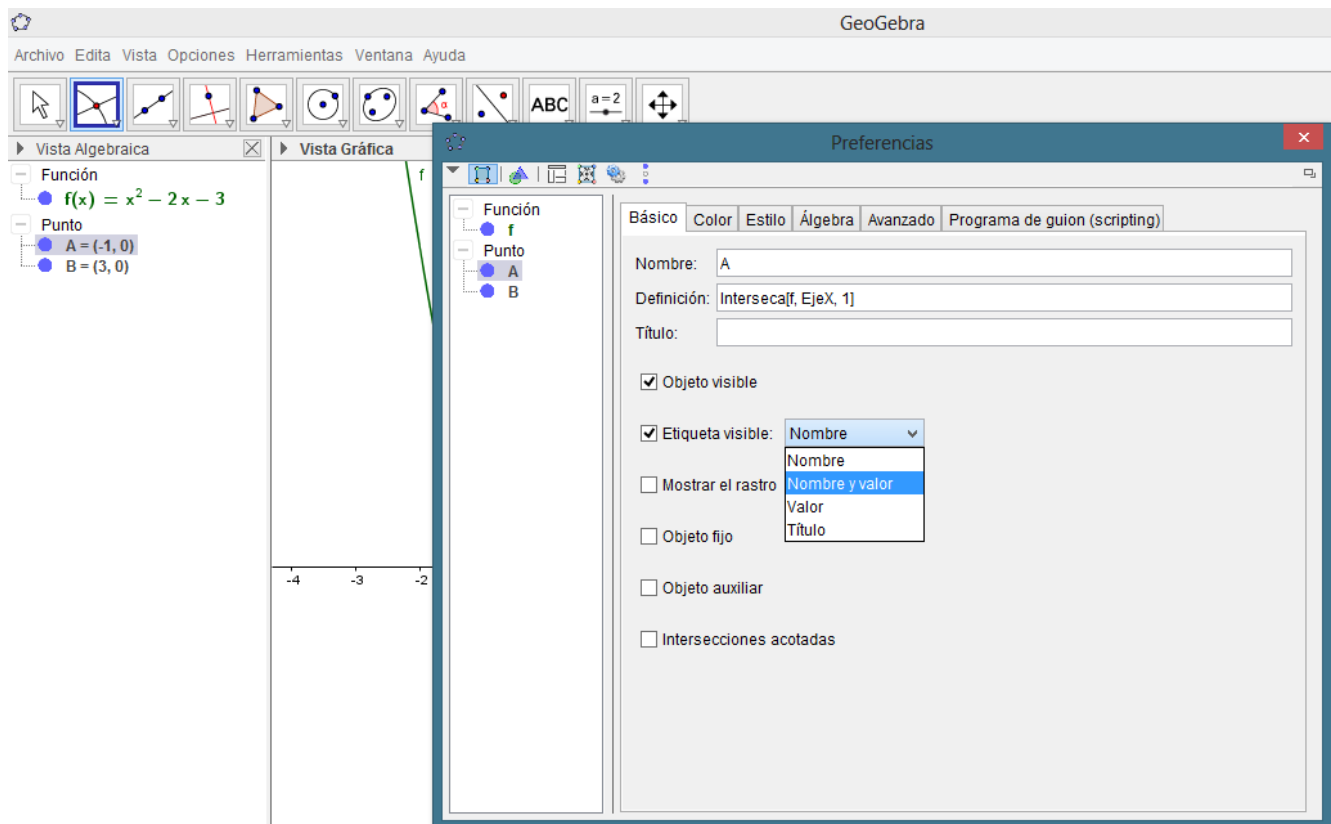 GeoGebra
Archivo Edita Vista Opciones Herramientas Ventana Ayuda
α ABC a=2
Vista Algebraica
Función
f(x) = x² − 2x − 3
Punto
A = (-1, 0)
B = (3, 0)
Vista Gráfica
f
-4 -3 -2
Preferencias
Función
f
Punto
A
B
Básico Color Estilo Álgebra Avanzado Programa de guion (scripting)
Nombre: A
Definición: Interseca[f, EjeX, 1]
Título:
Objeto visible
Etiqueta visible: Nombre
Nombre
Mostrar el rastro Nombre y valor
Valor
Objeto fijo Título
Objeto auxiliar
Intersecciones acotadas